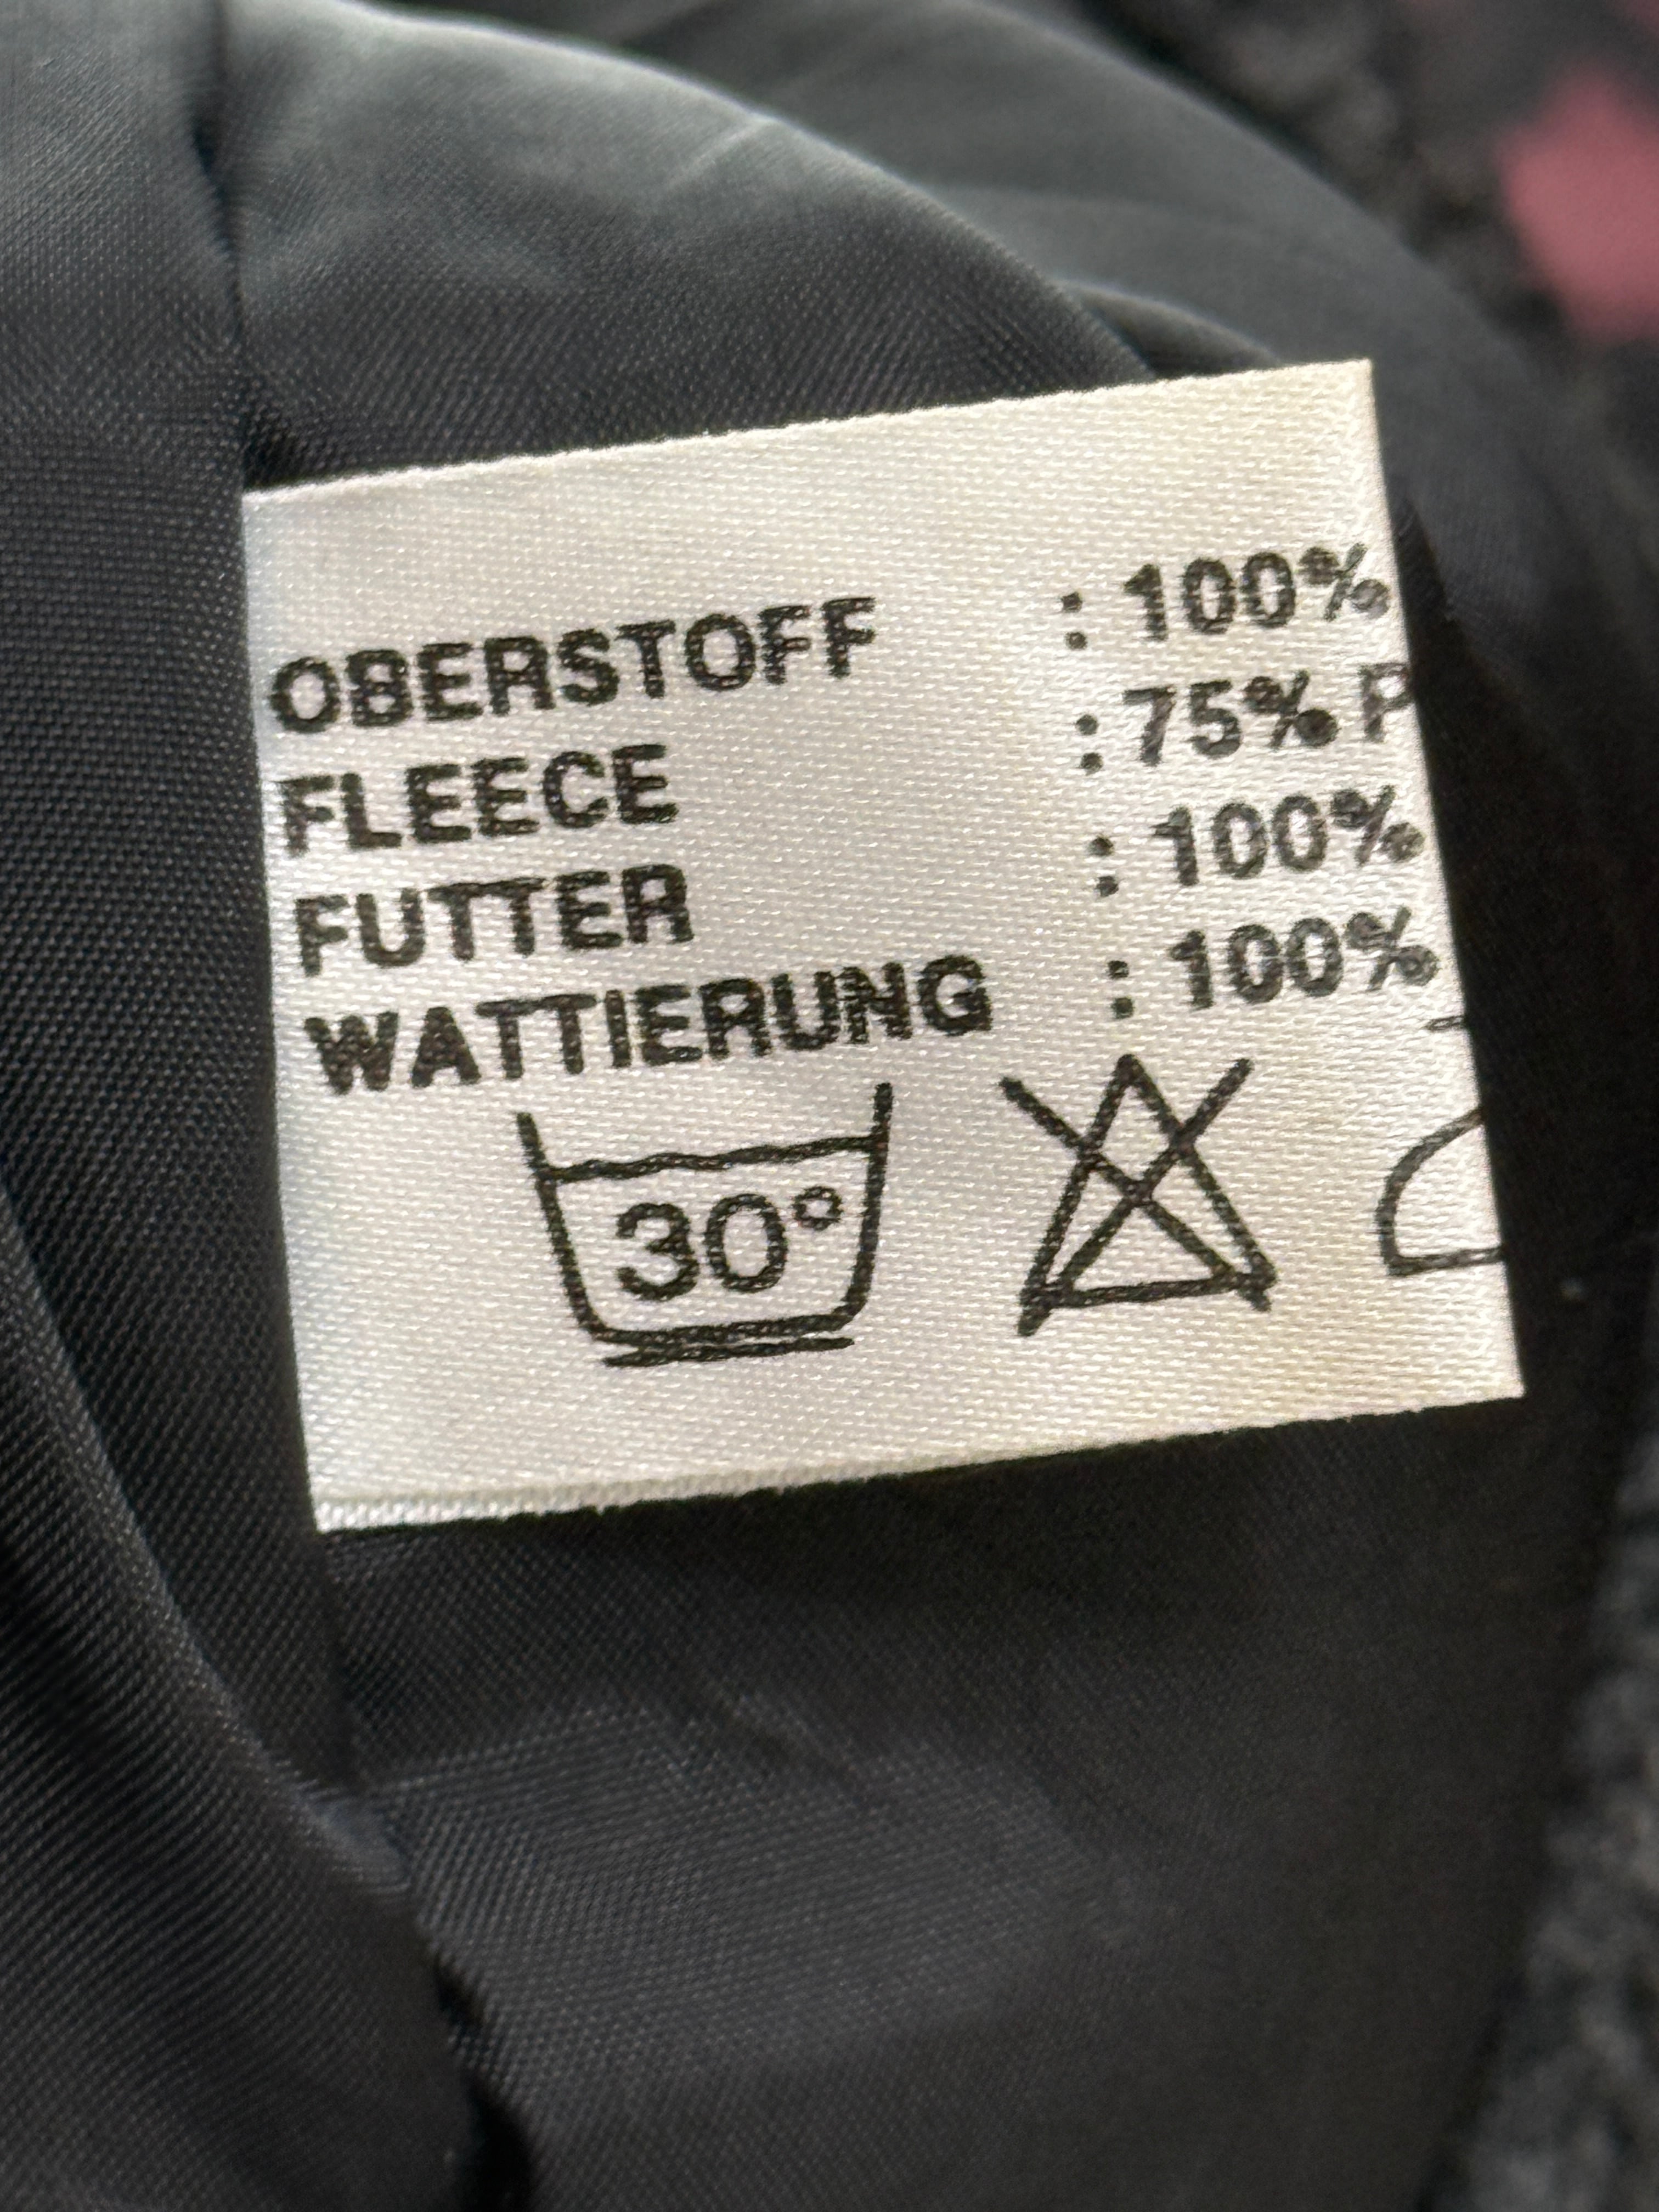 OBERSTOFF : 100%
FLEECE : 75% P
FUTTER : 100%
WATTIERUNG : 100%
30°